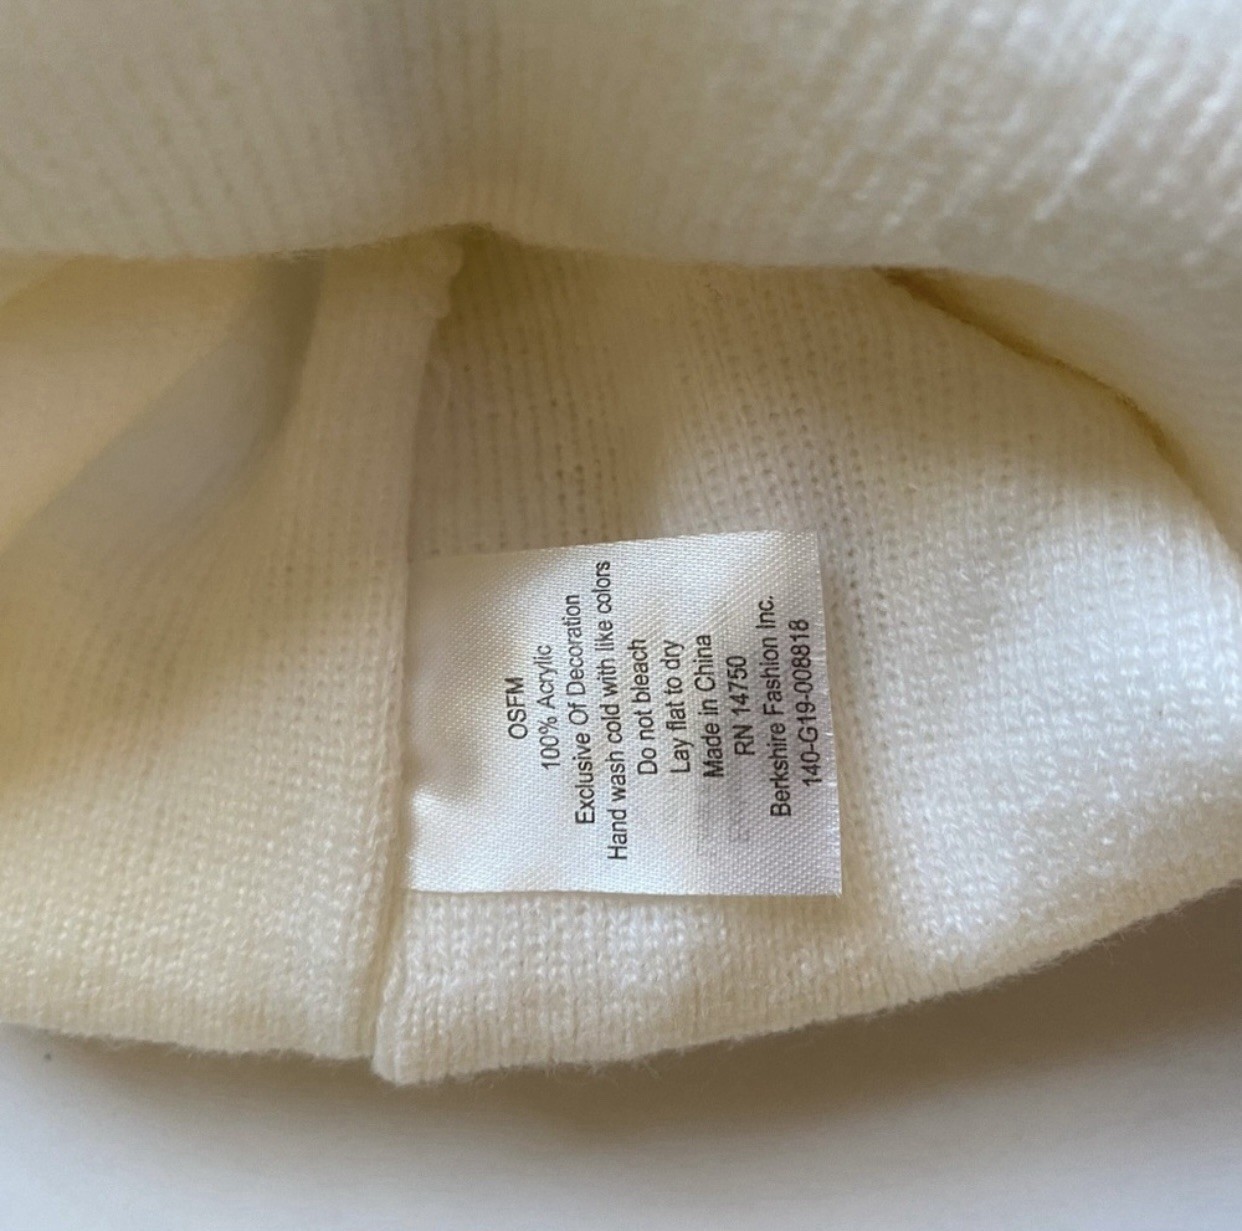 OSFM
100% Acrylic
Exclusive Of Decoration
Hand wash cold with like colors
Do not bleach
Lay flat to dry
Made in China
RN 14750
Berkshire Fashion Inc.
140-G19-008818